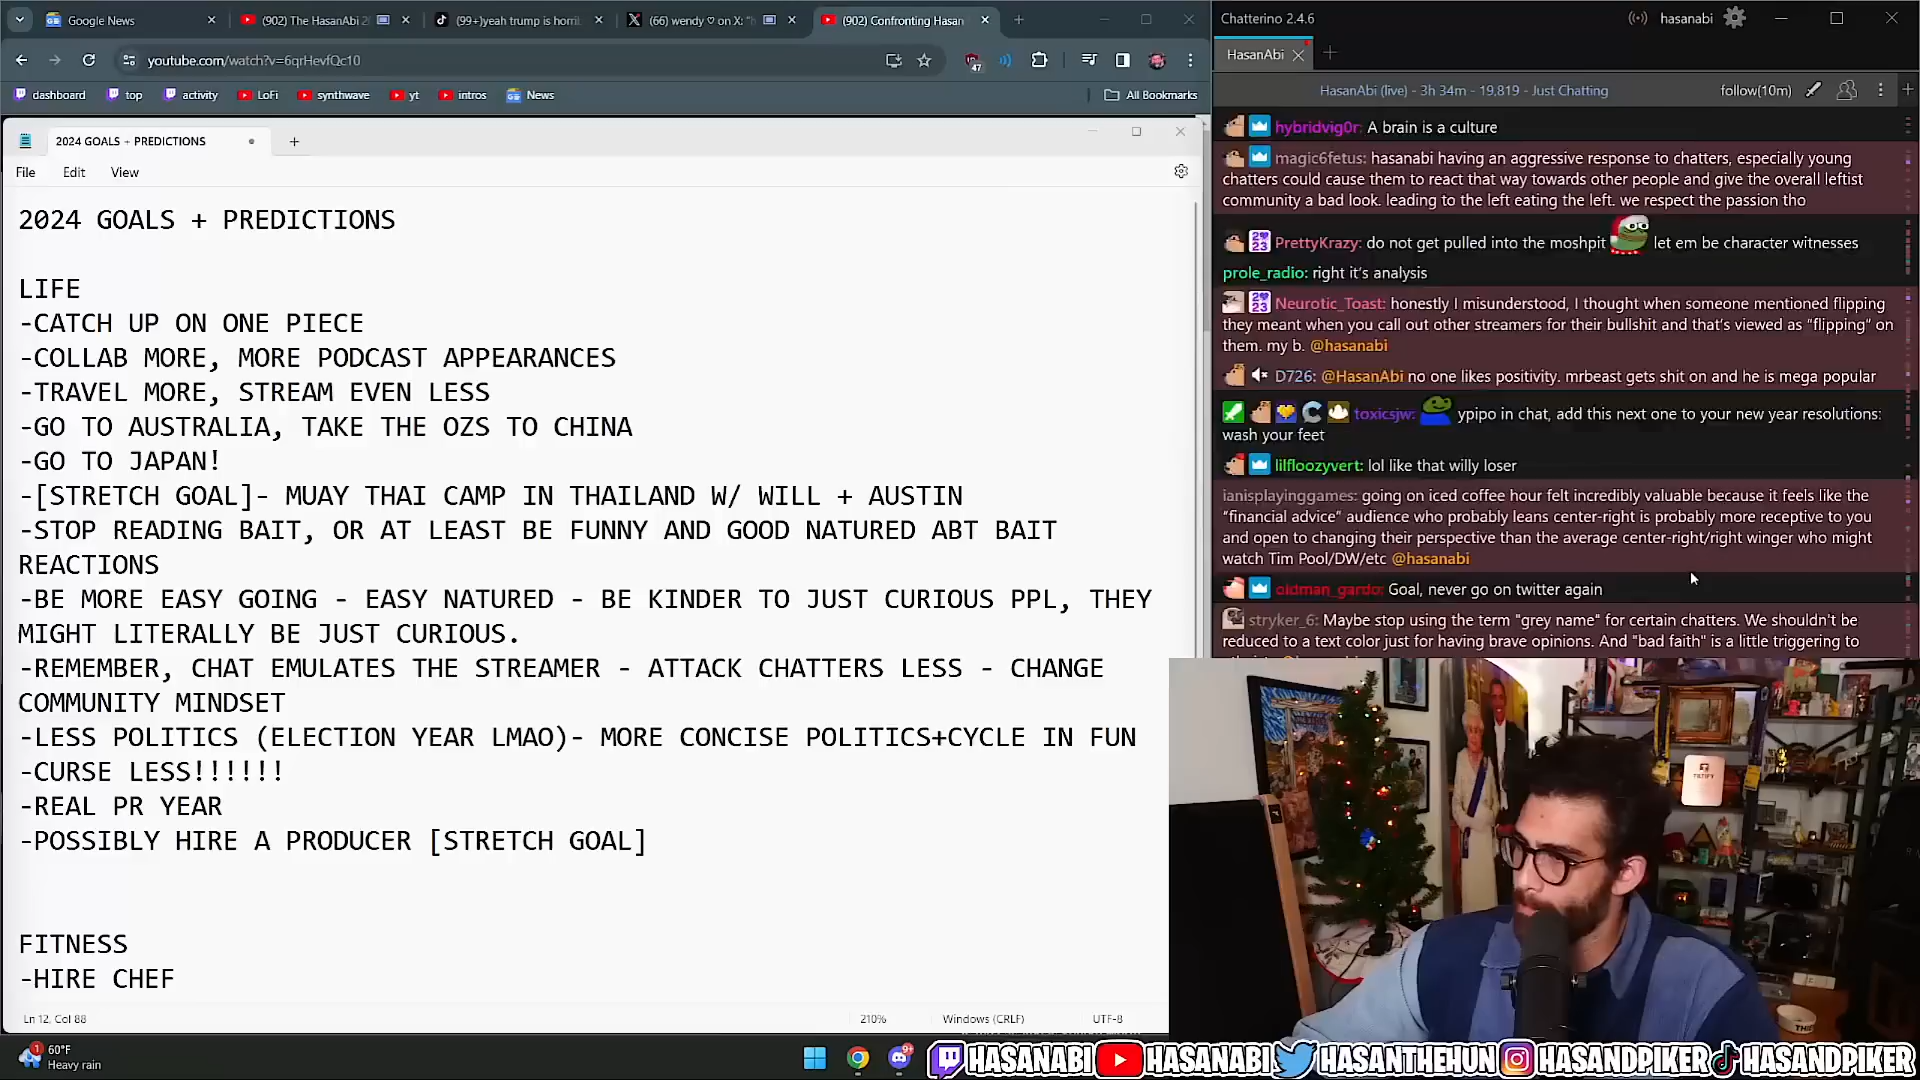 Google News
(902) The HasanAbi 2
(99+)yeah trump is horrib
(66) wendy ♡ on X: "h
(902) Confronting Hasan
youtube.com/watch?v=6qrHevfQc10
47
dashboard
top
activity
LoFi
synthwave
yt
intros
News
All Bookmarks
2024 GOALS + PREDICTIONS
File
Edit
View
2024 GOALS + PREDICTIONS
LIFE
-CATCH UP ON ONE PIECE
-COLLAB MORE, MORE PODCAST APPEARANCES
-TRAVEL MORE, STREAM EVEN LESS
-GO TO AUSTRALIA, TAKE THE OZS TO CHINA
-GO TO JAPAN!
-[STRETCH GOAL]- MUAY THAI CAMP IN THAILAND W/ WILL + AUSTIN
-STOP READING BAIT, OR AT LEAST BE FUNNY AND GOOD NATURED ABT BAIT
REACTIONS
-BE MORE EASY GOING - EASY NATURED - BE KINDER TO JUST CURIOUS PPL, THEY
MIGHT LITERALLY BE JUST CURIOUS.
-REMEMBER, CHAT EMULATES THE STREAMER - ATTACK CHATTERS LESS - CHANGE
COMMUNITY MINDSET
-LESS POLITICS (ELECTION YEAR LMAO)- MORE CONCISE POLITICS+CYCLE IN FUN
-CURSE LESS!!!!!!
-REAL PR YEAR
-POSSIBLY HIRE A PRODUCER [STRETCH GOAL]
FITNESS
-HIRE CHEF
Ln 12, Col 88
210%
Windows (CRLF)
UTF-8
Chatterino 2.4.6
hasanabi
HasanAbi
HasanAbi (live) - 3h 34m - 19,819 - Just Chatting
follow(10m)
hybridvig0r: A brain is a culture
magic6fetus: hasanabi having an aggressive response to chatters, especially young
chatters could cause them to react that way towards other people and give the overall leftist
community a bad look. leading to the left eating the left. we respect the passion tho
PrettyKrazy: do not get pulled into the moshpit let em be character witnesses
prole_radio: right it's analysis
Neurotic_Toast: honestly I misunderstood, I thought when someone mentioned flipping
they meant when you call out other streamers for their bullshit and that's viewed as "flipping" on
them. my b. @hasanabi
D726: @HasanAbi no one likes positivity. mrbeast gets shit on and he is mega popular
toxicsjw: ypipo in chat, add this next one to your new year resolutions:
wash your feet
lilfloozyvert: lol like that willy loser
ianisplayinggames: going on iced coffee hour felt incredibly valuable because it feels like the
"financial advice" audience who probably leans center-right is probably more receptive to you
and open to changing their perspective than the average center-right/right winger who might
watch Tim Pool/DW/etc @hasanabi
oldman_gardo: Goal, never go on twitter again
stryker_6: Maybe stop using the term "grey name" for certain chatters. We shouldn't be
reduced to a text color just for having brave opinions. And "bad faith" is a little triggering to
TILTIFY
1
60°F
Heavy rain
9+
HASANABI
HASANABI
HASANTHEHUN
HASANDPIKER
HASANDPIKER